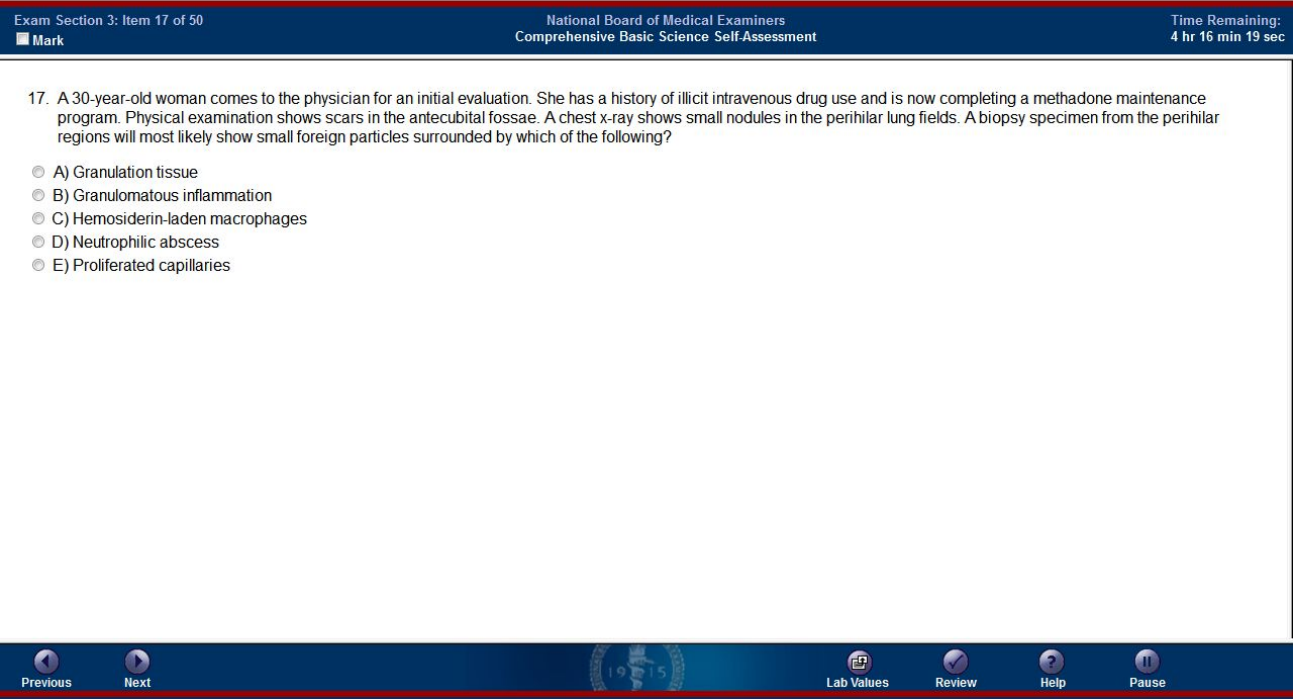 Exam Section 3: Item 17 of 50
National Board of Medical Examiners
Time Remaining:
Mark
Comprehensive Basic Science Self-Assessment
4 hr 16 min 19 sec
17. A 30-year-old woman comes to the physician for an initial evaluation. She has a history of illicit intravenous drug use and is now completing a methadone maintenance
program. Physical examination shows scars in the antecubital fossae. A chest x-ray shows small nodules in the perihilar lung fields. A biopsy specimen from the perihilar
regions will most likely show small foreign particles surrounded by which of the following?
A) Granulation tissue
B) Granulomatous inflammation
C) Hemosiderin-laden macrophages
D) Neutrophilic abscess
E) Proliferated capillaries
1915
Previous
Next
Lab Values
Review
Help
Pause